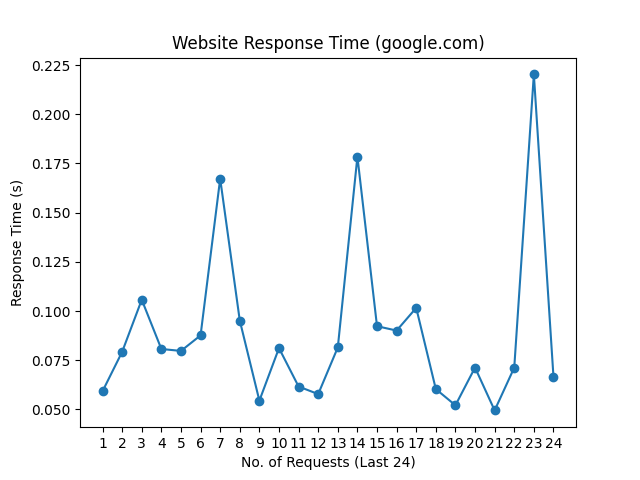 Website Response Time (google.com)
Response Time (s)
0.225
0.200
0.175
0.150
0.125
0.100
0.075
0.050
1 2 3 4 5 6 7 8 9 10 11 12 13 14 15 16 17 18 19 20 21 22 23 24
No. of Requests (Last 24)